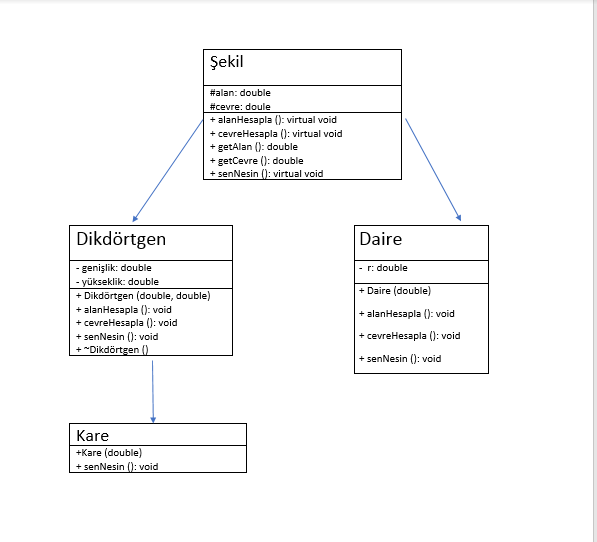 Şekil
#alan: double
#cevre: doule
+ alanHesapla (): virtual void
+ cevreHesapla (): virtual void
+ getAlan (): double
+ getCevre (): double
+ senNesin (): virtual void
Dikdörtgen
- genişlik: double
- yükseklik: double
+ Dikdörtgen (double, double)
+ alanHesapla (): void
+ cevreHesapla (): void
+ senNesin (): void
+ ~Dikdörtgen ()
Daire
- r: double
+ Daire (double)
+ alanHesapla (): void
+ cevreHesapla (): void
+ senNesin (): void
Kare
+Kare (double)
+ senNesin (): void